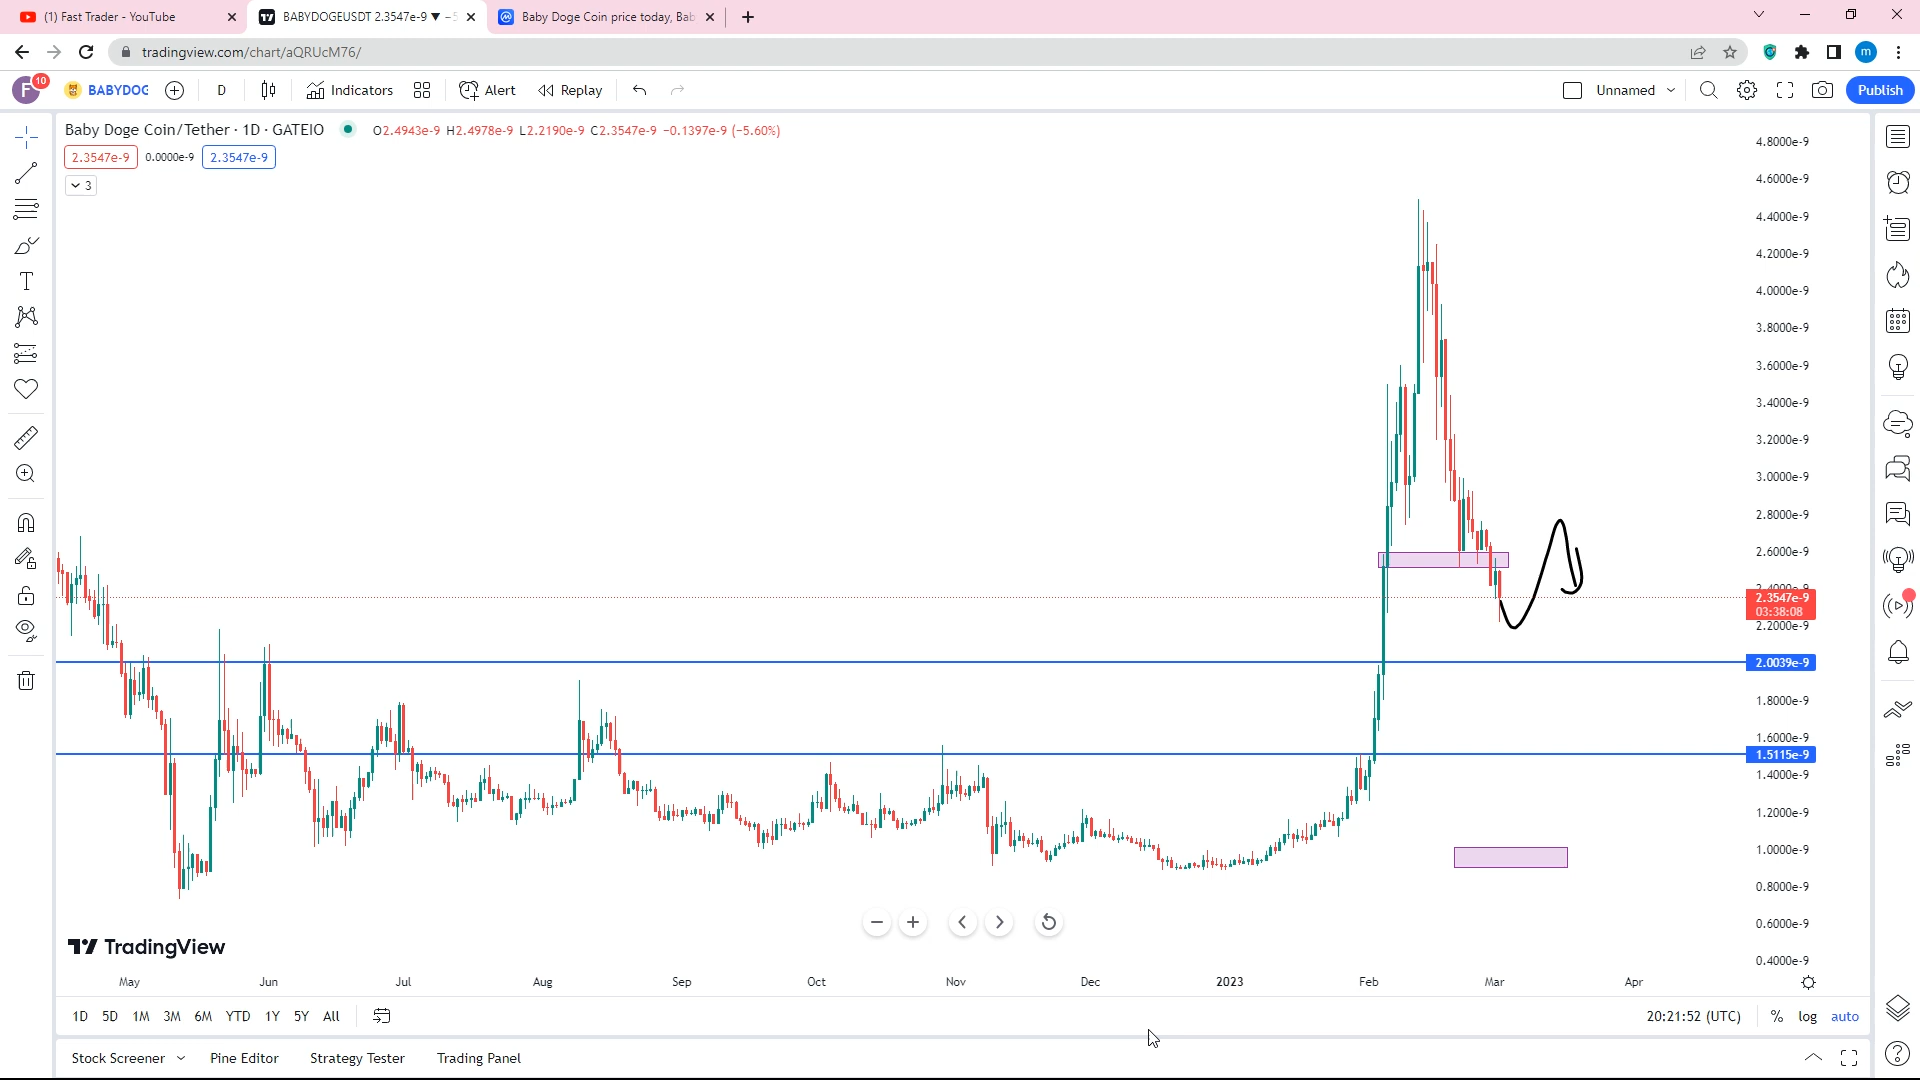 (1) Fast Trader - YouTube
BABYDOGEUSDT 2.3547e-9 ▼ −5
Baby Doge Coin price today, Bab
tradingview.com/chart/aQRUcM76/
m
F
10
BABYDOG
D
Indicators
Alert
Replay
Unnamed
Publish
Baby Doge Coin/Tether · 1D · GATEIO
O2.4943e-9 H2.4978e-9 L2.2190e-9 C2.3547e-9 −0.1397e-9 (−5.60%)
2.3547e-9
0.0000e-9
2.3547e-9
3
4.8000e-9
4.6000e-9
4.4000e-9
4.2000e-9
4.0000e-9
3.8000e-9
3.6000e-9
3.4000e-9
3.2000e-9
3.0000e-9
2.8000e-9
2.6000e-9
2.4000e-9
2.3547e-9
03:38:08
2.2000e-9
2.0039e-9
1.8000e-9
1.6000e-9
1.5115e-9
1.4000e-9
1.2000e-9
1.0000e-9
0.8000e-9
0.6000e-9
0.4000e-9
TradingView
May Jun Jul Aug Sep Oct Nov Dec 2023 Feb Mar Apr
1D 5D 1M 3M 6M YTD 1Y 5Y All
20:21:52 (UTC)
% log auto
Stock Screener
Pine Editor
Strategy Tester
Trading Panel